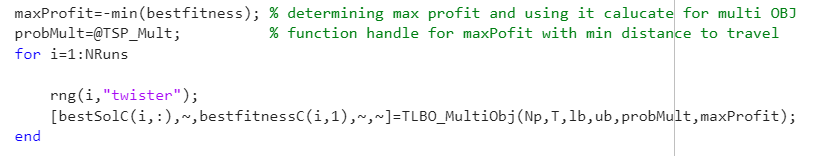 maxProfit=-min(bestfitness); % determining max profit and using it calucate for multi OBJ
probMult=@TSP_Mult; % function handle for maxPofit with min distance to travel
for i=1:NRuns
rng(i,"twister");
[bestSolC(i,:),~,bestfitnessC(i,1),~,~]=TLBO_MultiObj(Np,T,lb,ub,probMult,maxProfit);
end